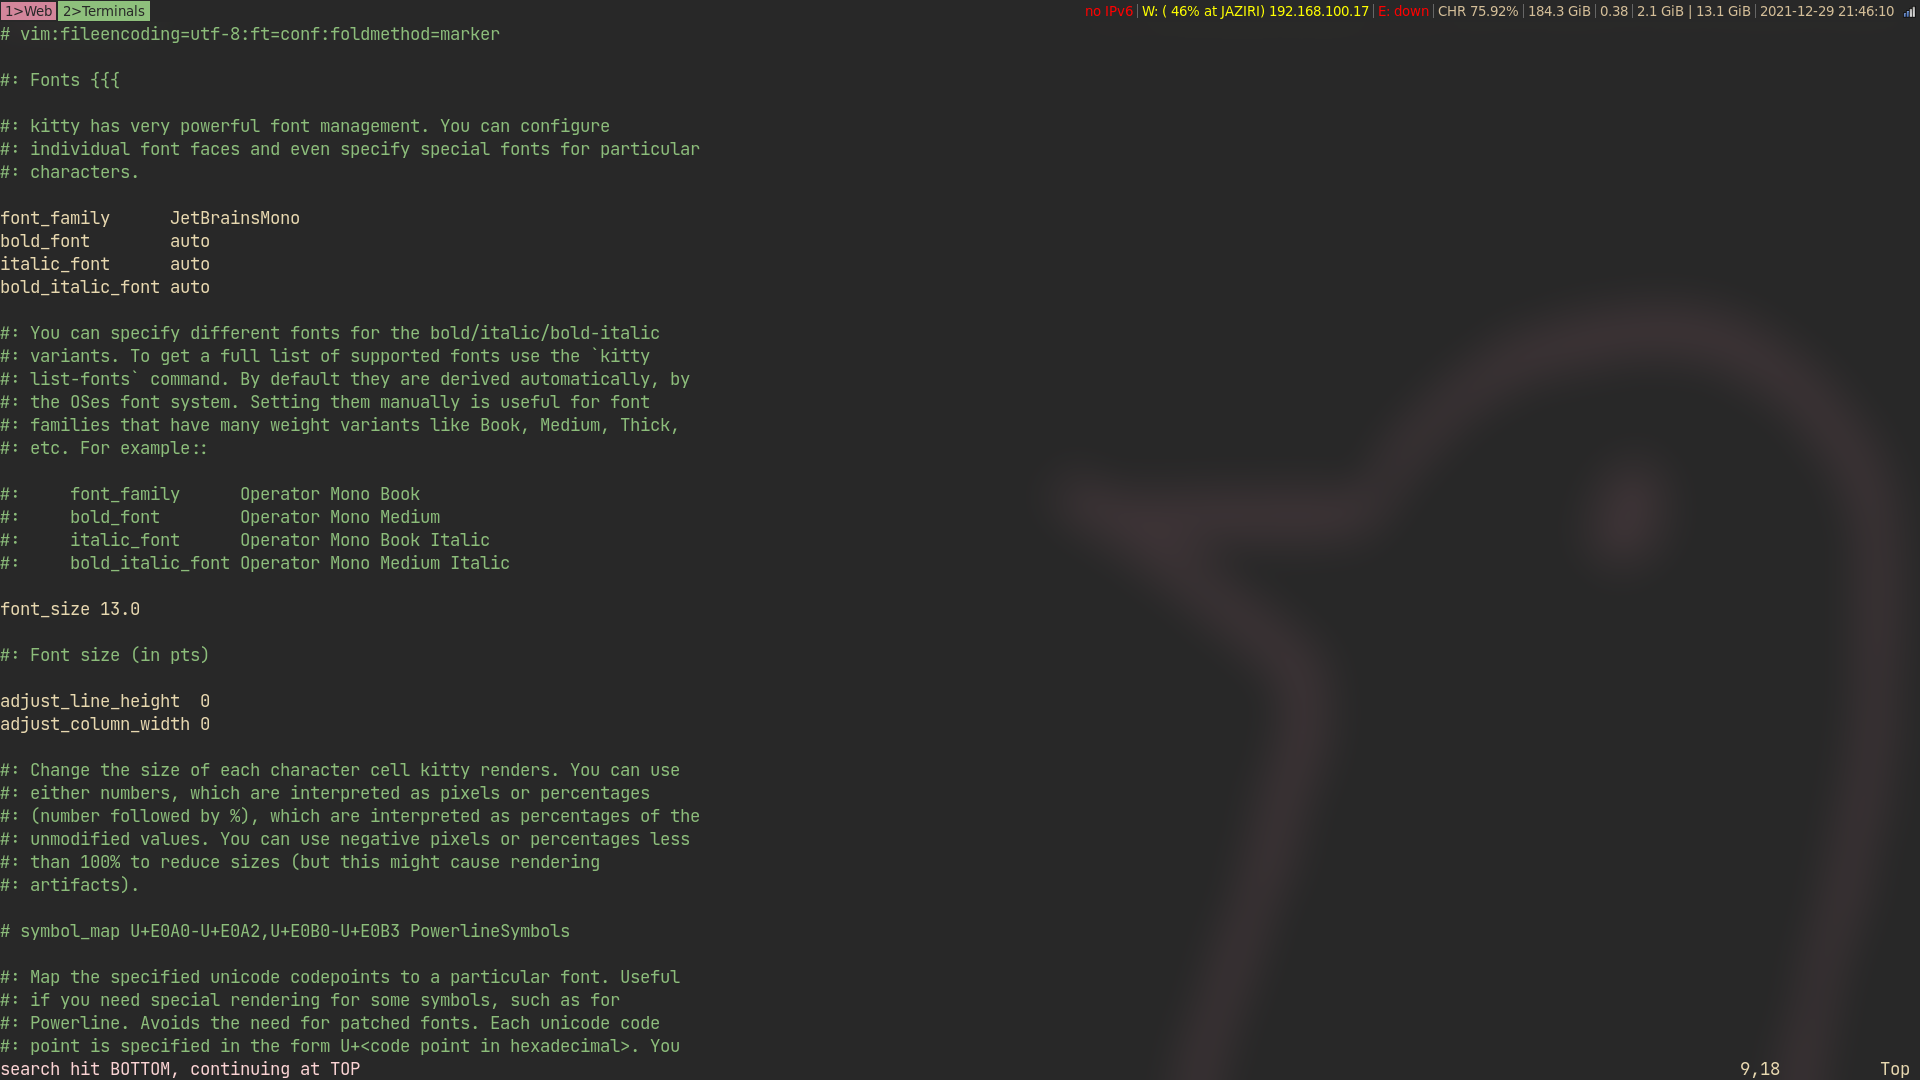 1>Web 2>Terminals no IPv6 | W: ( 46% at JAZIRI) 192.168.100.17 | E: down | CHR 75.92% | 184.3 GiB | 0.38 | 2.1 GiB | 13.1 GiB | 2021-12-29 21:46:10
# vim:fileencoding=utf-8:ft=conf:foldmethod=marker
#: Fonts {{{
#: kitty has very powerful font management. You can configure
#: individual font faces and even specify special fonts for particular
#: characters.
font_family      JetBrainsMono
bold_font        auto
italic_font      auto
bold_italic_font auto
#: You can specify different fonts for the bold/italic/bold-italic
#: variants. To get a full list of supported fonts use the `kitty
#: list-fonts` command. By default they are derived automatically, by
#: the OSes font system. Setting them manually is useful for font
#: families that have many weight variants like Book, Medium, Thick,
#: etc. For example::
#:     font_family      Operator Mono Book
#:     bold_font        Operator Mono Medium
#:     italic_font      Operator Mono Book Italic
#:     bold_italic_font Operator Mono Medium Italic
font_size 13.0
#: Font size (in pts)
adjust_line_height  0
adjust_column_width 0
#: Change the size of each character cell kitty renders. You can use
#: either numbers, which are interpreted as pixels or percentages
#: (number followed by %), which are interpreted as percentages of the
#: unmodified values. You can use negative pixels or percentages less
#: than 100% to reduce sizes (but this might cause rendering
#: artifacts).
# symbol_map U+E0A0-U+E0A2,U+E0B0-U+E0B3 PowerlineSymbols
#: Map the specified unicode codepoints to a particular font. Useful
#: if you need special rendering for some symbols, such as for
#: Powerline. Avoids the need for patched fonts. Each unicode code
#: point is specified in the form U+<code point in hexadecimal>. You
search hit BOTTOM, continuing at TOP 9,18 Top